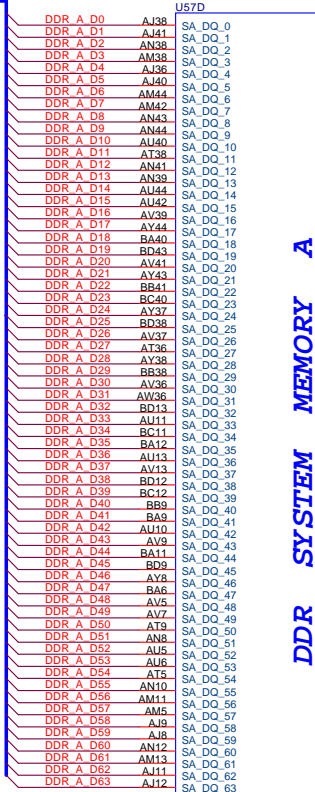 U57D
DDR_A_D0 AJ38 SA_DQ_0
DDR_A_D1 AJ41 SA_DQ_1
DDR_A_D2 AN38 SA_DQ_2
DDR_A_D3 AM38 SA_DQ_3
DDR_A_D4 AJ36 SA_DQ_4
DDR_A_D5 AJ40 SA_DQ_5
DDR_A_D6 AM44 SA_DQ_6
DDR_A_D7 AM42 SA_DQ_7
DDR_A_D8 AN43 SA_DQ_8
DDR_A_D9 AN44 SA_DQ_9
DDR_A_D10 AU40 SA_DQ_10
DDR_A_D11 AT38 SA_DQ_11
DDR_A_D12 AN41 SA_DQ_12
DDR_A_D13 AN39 SA_DQ_13
DDR_A_D14 AU44 SA_DQ_14
DDR_A_D15 AU42 SA_DQ_15
DDR_A_D16 AV39 SA_DQ_16
DDR_A_D17 AY44 SA_DQ_17
DDR_A_D18 BA40 SA_DQ_18
DDR_A_D19 BD43 SA_DQ_19
DDR_A_D20 AV41 SA_DQ_20
DDR_A_D21 AY43 SA_DQ_21
DDR_A_D22 BB41 SA_DQ_22
DDR_A_D23 BC40 SA_DQ_23
DDR_A_D24 AY37 SA_DQ_24
DDR_A_D25 BD38 SA_DQ_25
DDR_A_D26 AV37 SA_DQ_26
DDR_A_D27 AT36 SA_DQ_27
DDR_A_D28 AY38 SA_DQ_28
DDR_A_D29 BB38 SA_DQ_29
DDR_A_D30 AV36 SA_DQ_30
DDR_A_D31 AW36 SA_DQ_31
DDR_A_D32 BD13 SA_DQ_32
DDR_A_D33 AU11 SA_DQ_33
DDR_A_D34 BC11 SA_DQ_34
DDR_A_D35 BA12 SA_DQ_35
DDR_A_D36 AU13 SA_DQ_36
DDR_A_D37 AV13 SA_DQ_37
DDR_A_D38 BD12 SA_DQ_38
DDR_A_D39 BC12 SA_DQ_39
DDR_A_D40 BB9 SA_DQ_40
DDR_A_D41 BA9 SA_DQ_41
DDR_A_D42 AU10 SA_DQ_42
DDR_A_D43 AV9 SA_DQ_43
DDR_A_D44 BA11 SA_DQ_44
DDR_A_D45 BD9 SA_DQ_45
DDR_A_D46 AY8 SA_DQ_46
DDR_A_D47 BA6 SA_DQ_47
DDR_A_D48 AV5 SA_DQ_48
DDR_A_D49 AV7 SA_DQ_49
DDR_A_D50 AT9 SA_DQ_50
DDR_A_D51 AN8 SA_DQ_51
DDR_A_D52 AU5 SA_DQ_52
DDR_A_D53 AU6 SA_DQ_53
DDR_A_D54 AT5 SA_DQ_54
DDR_A_D55 AN10 SA_DQ_55
DDR_A_D56 AM11 SA_DQ_56
DDR_A_D57 AM5 SA_DQ_57
DDR_A_D58 AJ9 SA_DQ_58
DDR_A_D59 AJ8 SA_DQ_59
DDR_A_D60 AN12 SA_DQ_60
DDR_A_D61 AM13 SA_DQ_61
DDR_A_D62 AJ11 SA_DQ_62
DDR_A_D63 AJ12 SA_DQ_63
DDR SYSTEM MEMORY A